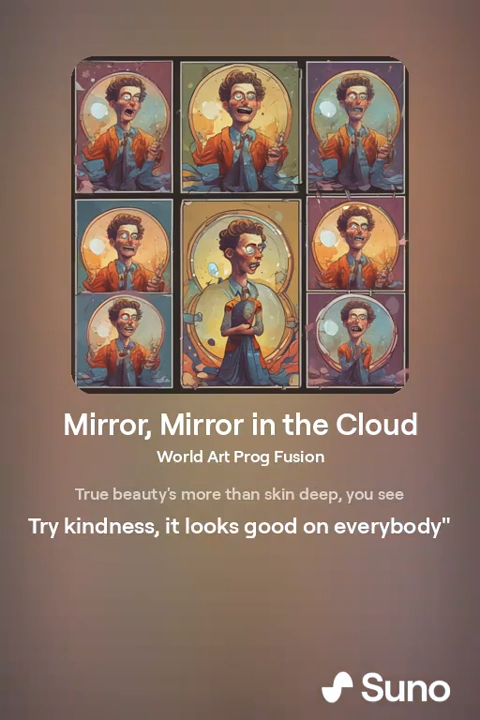 Mirror, Mirror in the Cloud
World Art Prog Fusion
True beauty's more than skin deep, you see
Try kindness, it looks good on everybody"
Suno